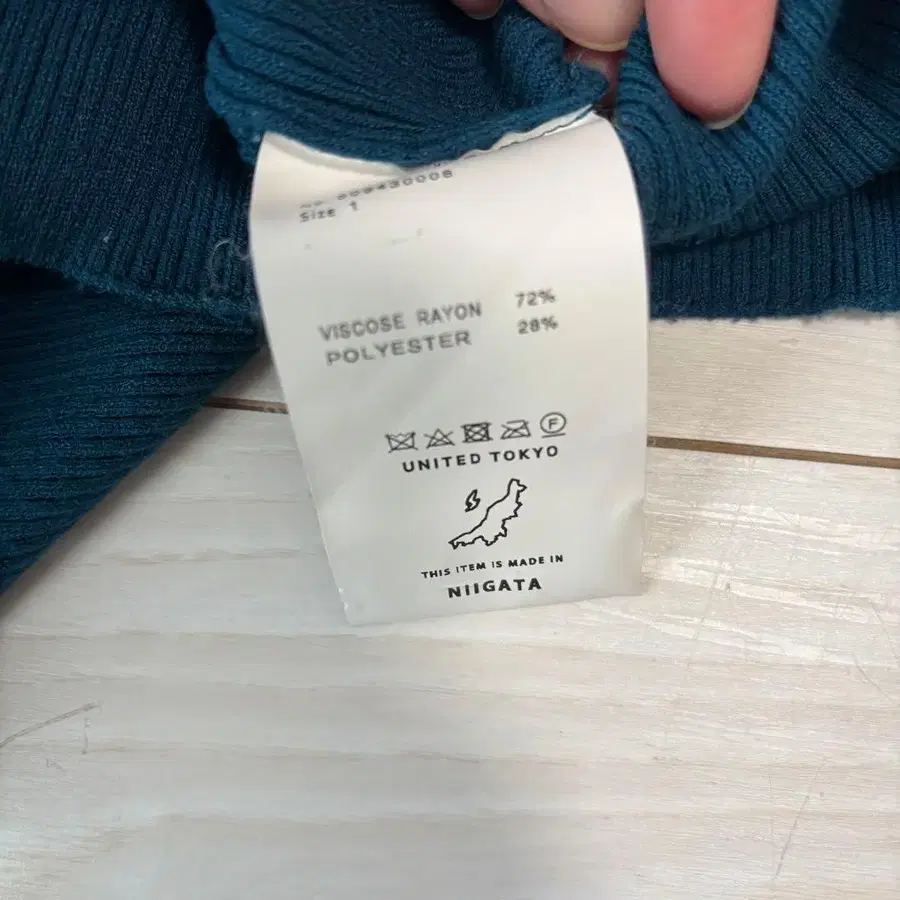 Size 1
VISCOSE RAYON 72%
POLYESTER 28%
F
UNITED TOKYO
THIS ITEM IS MADE IN
NIIGATA